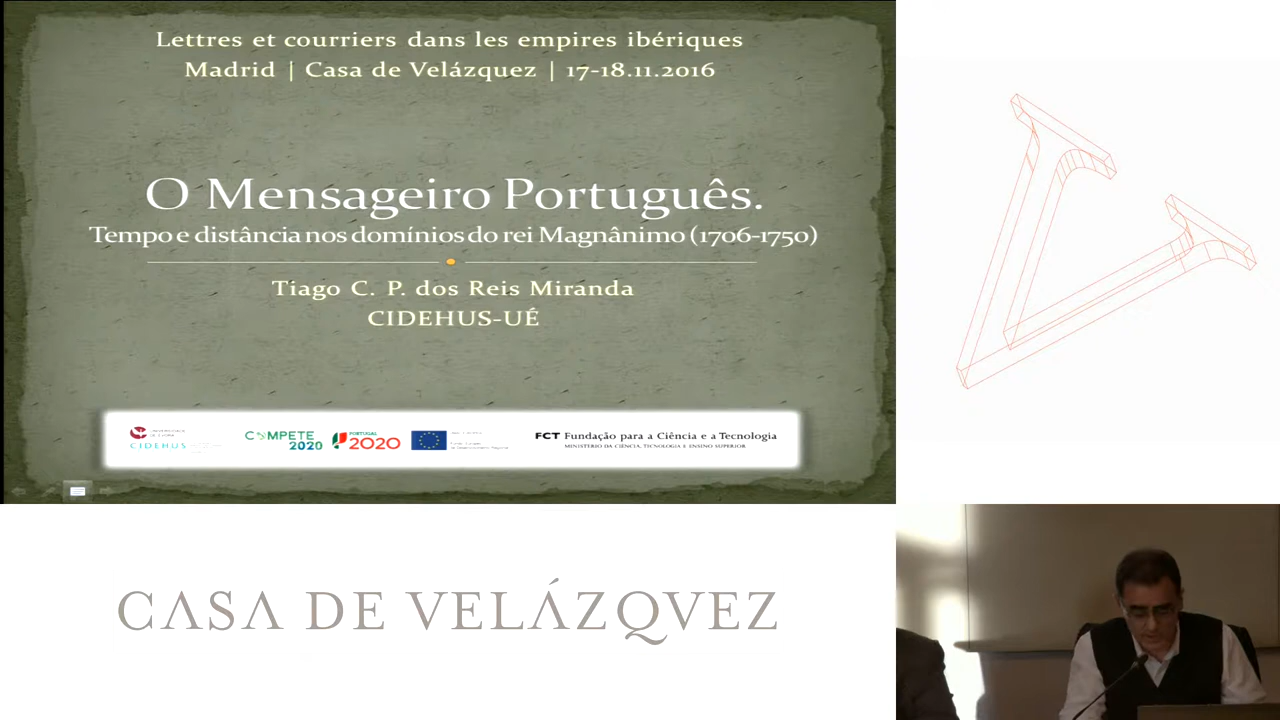 Lettres et courriers dans les empires ibériques
Madrid | Casa de Velázquez | 17-18.11.2016
O Mensageiro Português.
Tempo e distância nos domínios do rei Magnânimo (1706-1750)
Tiago C. P. dos Reis Miranda
CIDEHUS-UÉ
CIDEHUS
COMPETE
2020
PORTUGAL
2020
FCT Fundação para a Ciência e a Tecnologia
MINISTÉRIO DA CIÊNCIA, TECNOLOGIA E ENSINO SUPERIOR
CASA DE VELÁZQVEZ